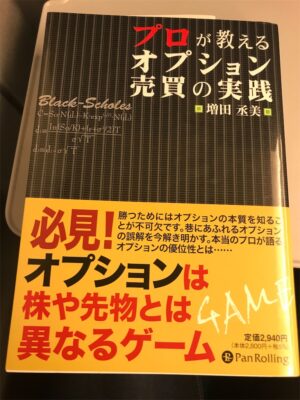 プロが教える
オプション
売買の実践
増田 丞美
Black-Scholes
必見!
勝つためにはオプションの本質を知るこ
とが不可欠です。巷にあふれるオプション
の誤解を今解き明かす。本当のプロが語る
オプションの優位性とは……
オプションは
株や先物とは
異なるゲーム
GAME
定価2,940円
PanRolling